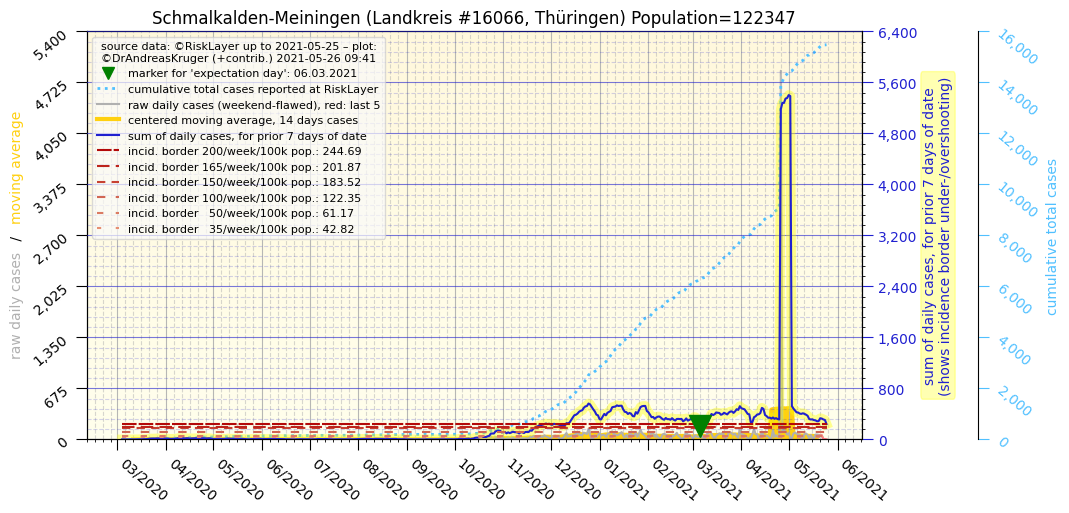 Schmalkalden-Meiningen (Landkreis #16066, Thüringen) Population=122347
source data: ©RiskLayer up to 2021-05-25 – plot:
©DrAndreasKruger (+contrib.) 2021-05-26 09:41
marker for 'expectation day': 06.03.2021
cumulative total cases reported at RiskLayer
raw daily cases (weekend-flawed), red: last 5
centered moving average, 14 days cases
sum of daily cases, for prior 7 days of date
incid. border 200/week/100k pop.: 244.69
incid. border 165/week/100k pop.: 201.87
incid. border 150/week/100k pop.: 183.52
incid. border 100/week/100k pop.: 122.35
incid. border 50/week/100k pop.: 61.17
incid. border 35/week/100k pop.: 42.82
raw daily cases / moving average
5,400
4,725
4,050
3,375
2,700
2,025
1,350
675
0
03/2020
04/2020
05/2020
06/2020
07/2020
08/2020
09/2020
10/2020
11/2020
12/2020
01/2021
02/2021
03/2021
04/2021
05/2021
06/2021
6,400
5,600
4,800
4,000
3,200
2,400
1,600
800
0
sum of daily cases, for prior 7 days of date
(shows incidence border under-/overshooting)
16,000
14,000
12,000
10,000
8,000
6,000
4,000
2,000
0
cumulative total cases